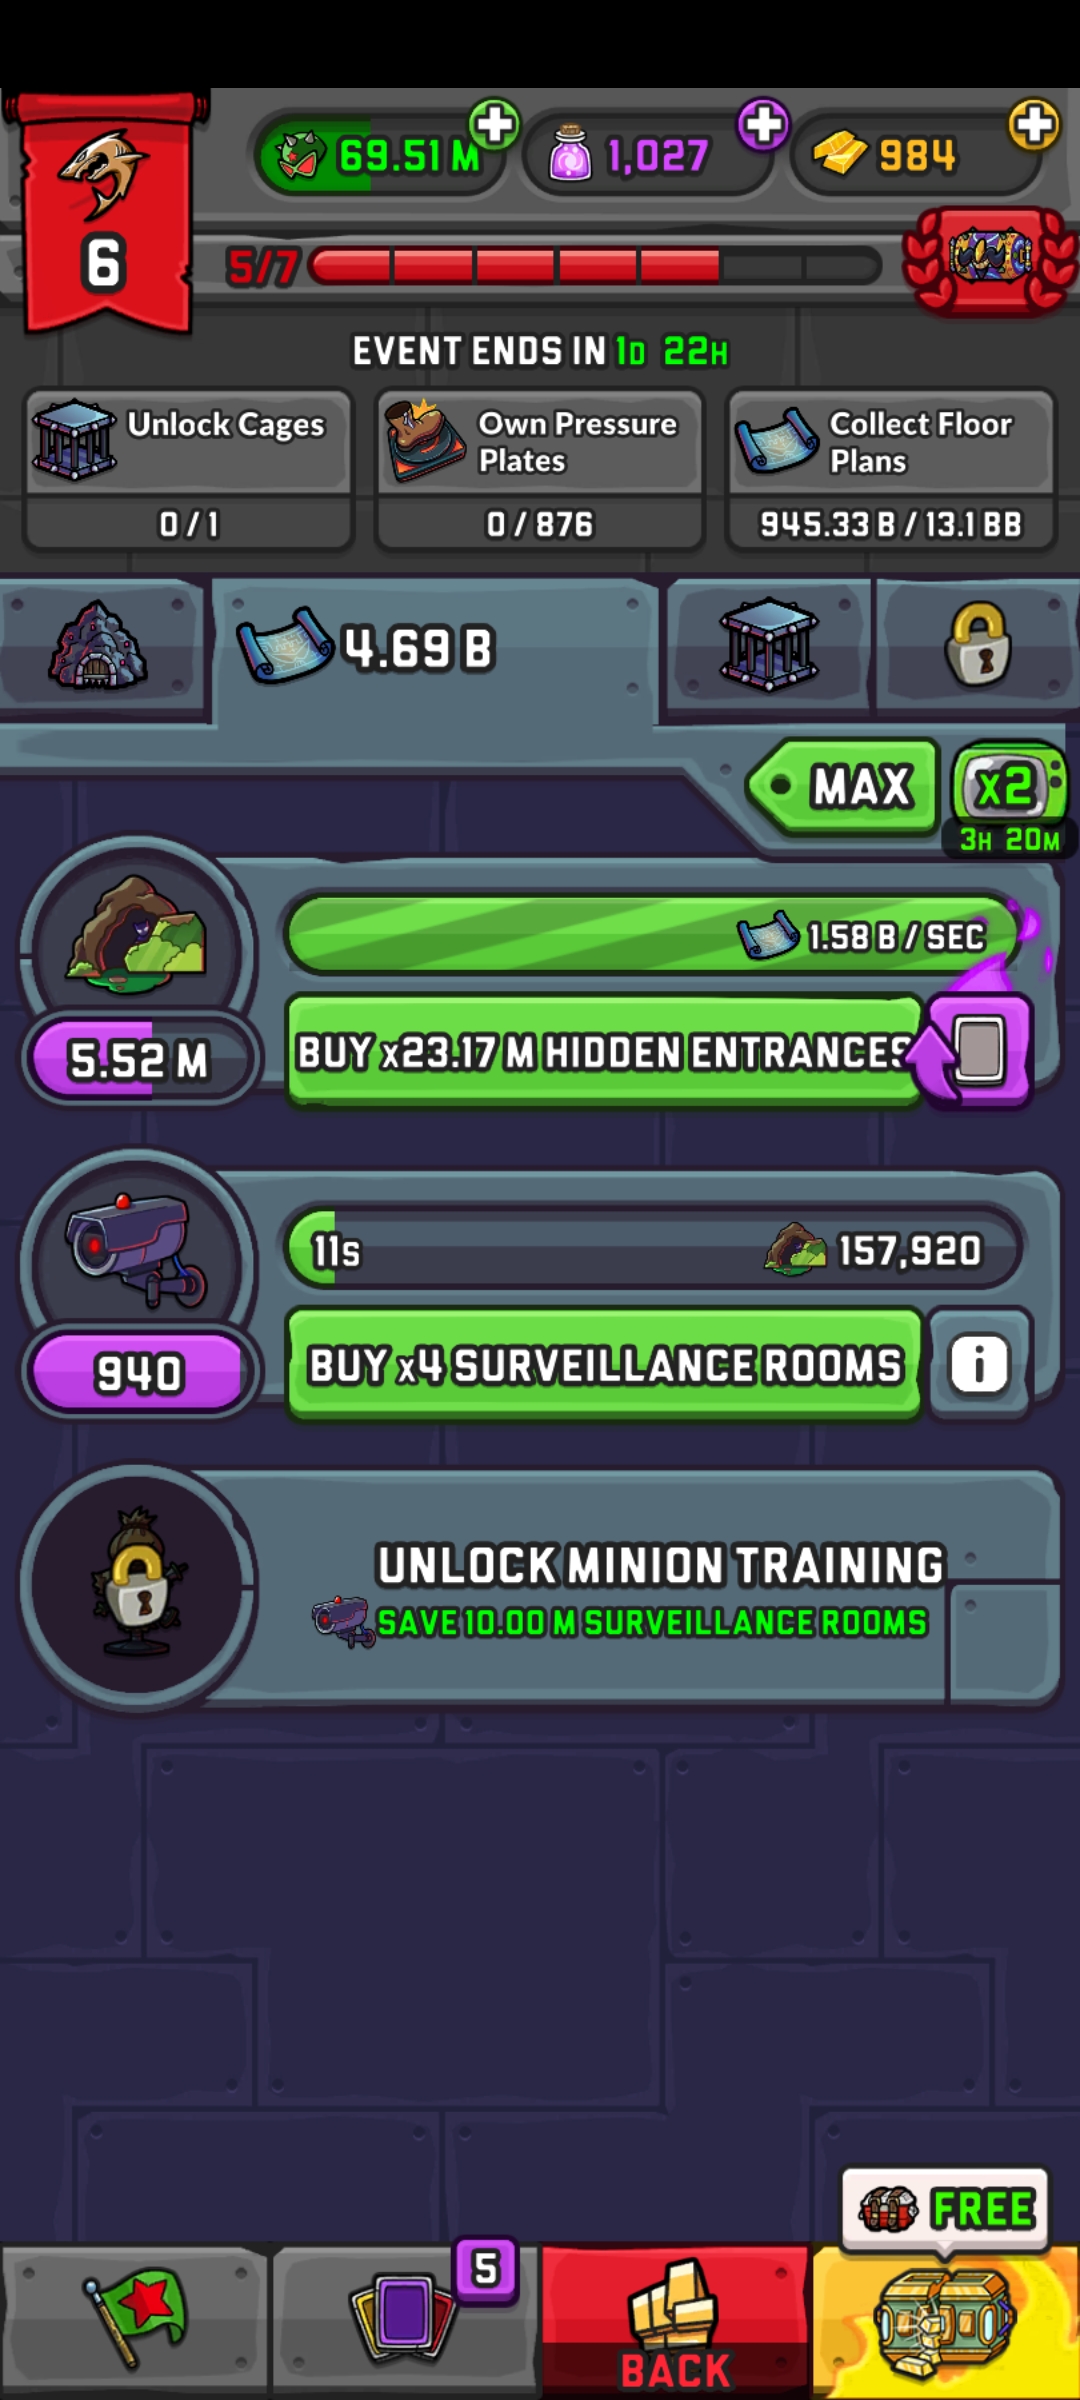 69.51 M
1,027
984
6
5/7
EVENT ENDS IN 1D 22H
Unlock Cages
0 / 1
Own Pressure
Plates
0 / 876
Collect Floor
Plans
945.33 B / 13.1 BB
4.69 B
MAX
x2
3H 20M
1.58 B / SEC
5.52 M
BUY x23.17 M HIDDEN ENTRANCES
11s
157,920
940
BUY x4 SURVEILLANCE ROOMS
i
UNLOCK MINION TRAINING
SAVE 10.00 M SURVEILLANCE ROOMS
FREE
5
BACK